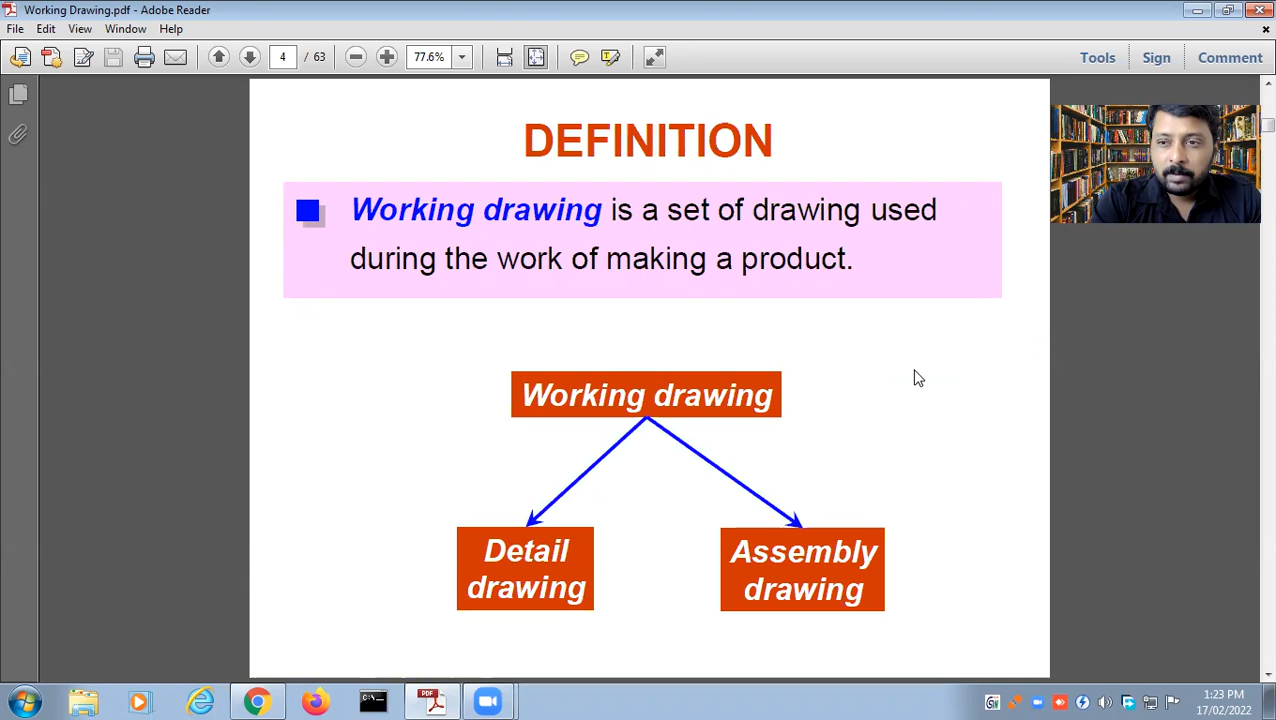 Working Drawing.pdf - Adobe Reader
File Edit View Window Help
4 / 63 77.6% Tools Sign Comment
DEFINITION
Working drawing is a set of drawing used
during the work of making a product.
Working drawing
Detail
drawing
Assembly
drawing
1:23 PM
17/02/2022